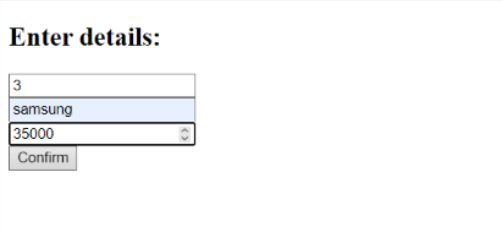 Enter details:
3
samsung
35000
Confirm